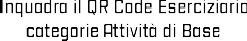 Inquadra il QR Code Eserciziario
categorie Attività di Base